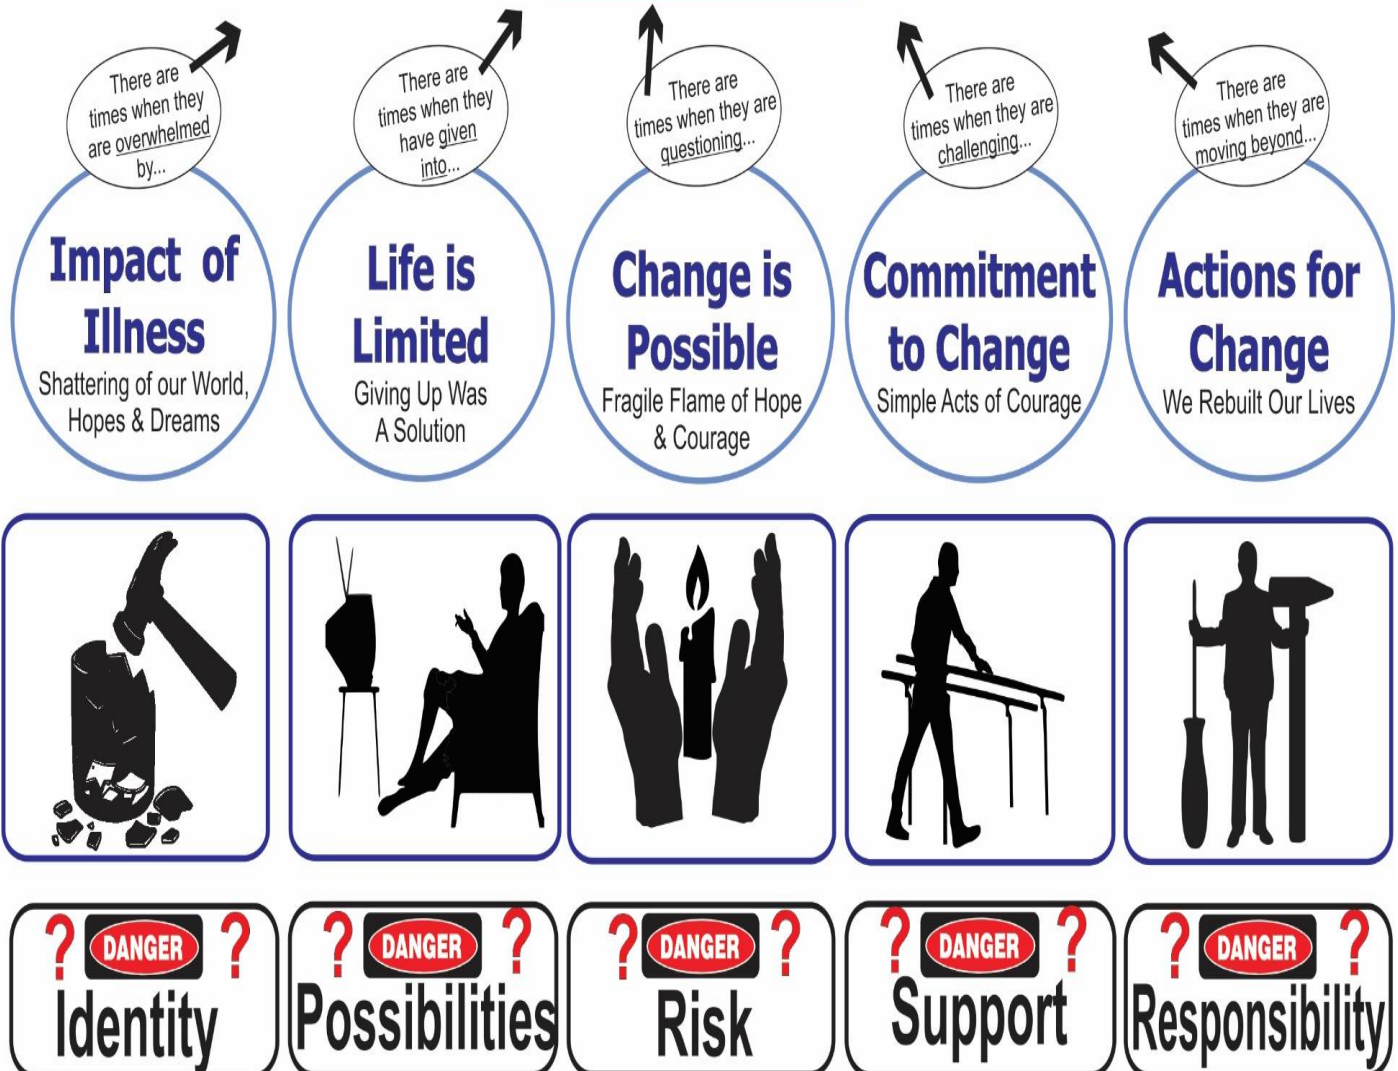 There are
times when they
are overwhelmed
by...
Impact of
Illness
Shattering of our World,
Hopes & Dreams
There are
times when they
have given
into...
Life is
Limited
Giving Up Was
A Solution
There are
times when they are
questioning...
Change is
Possible
Fragile Flame of Hope
& Courage
There are
times when they are
challenging...
Commitment
to Change
Simple Acts of Courage
There are
times when they are
moving beyond...
Actions for
Change
We Rebuilt Our Lives
? DANGER ?
Identity
? DANGER ?
Possibilities
? DANGER ?
Risk
? DANGER ?
Support
? DANGER ?
Responsibility